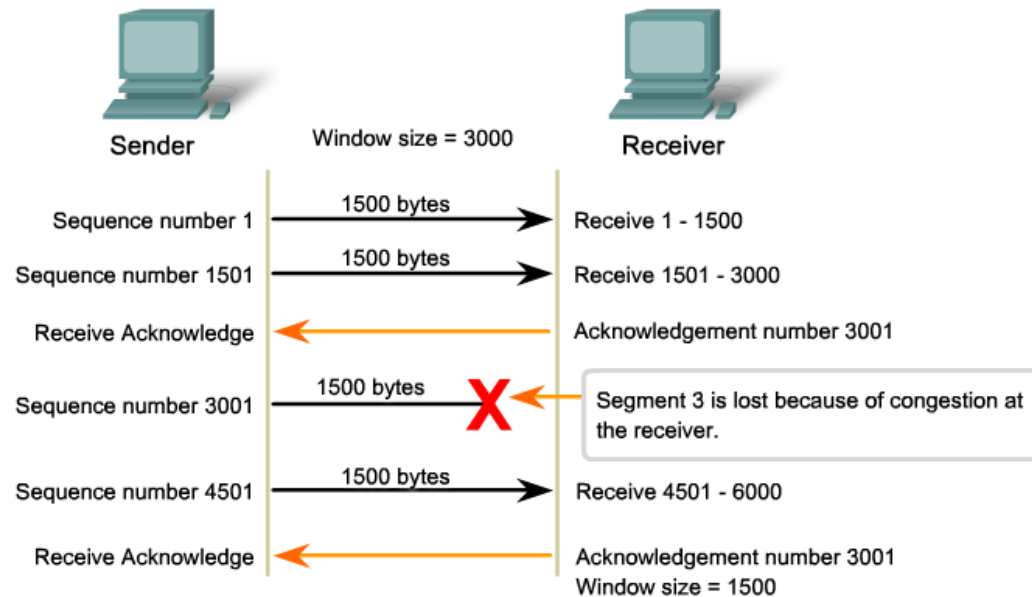 Sender
Window size = 3000
Receiver
Sequence number 1
1500 bytes
Receive 1 - 1500
Sequence number 1501
1500 bytes
Receive 1501 - 3000
Receive Acknowledge
Acknowledgement number 3001
Sequence number 3001
1500 bytes
X
Segment 3 is lost because of congestion at
the receiver.
Sequence number 4501
1500 bytes
Receive 4501 - 6000
Receive Acknowledge
Acknowledgement number 3001
Window size = 1500